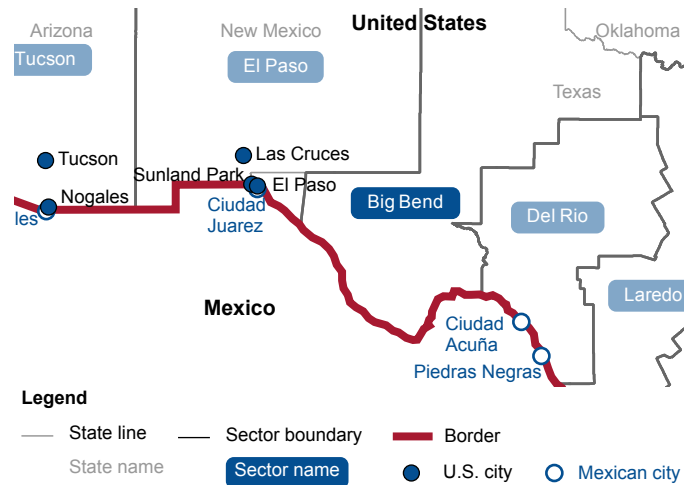 United States
Arizona
New Mexico
Oklahoma
Tucson
El Paso
Texas
Tucson
Las Cruces
Sunland Park
El Paso
Nogales
les
Ciudad
Juarez
Big Bend
Del Rio
Mexico
Laredo
Ciudad
Acuña
Piedras Negras
Legend
State line
Sector boundary
Border
State name
Sector name
U.S. city
Mexican city